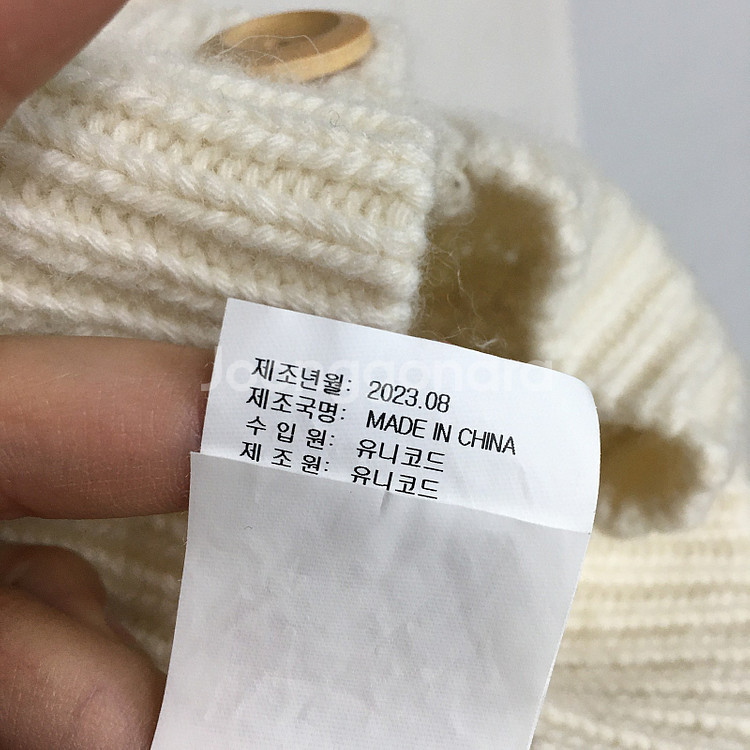 Joonggonara
제조년월: 2023.08
제조국명: MADE IN CHINA
수 입 원: 유니코드
제 조 원: 유니코드